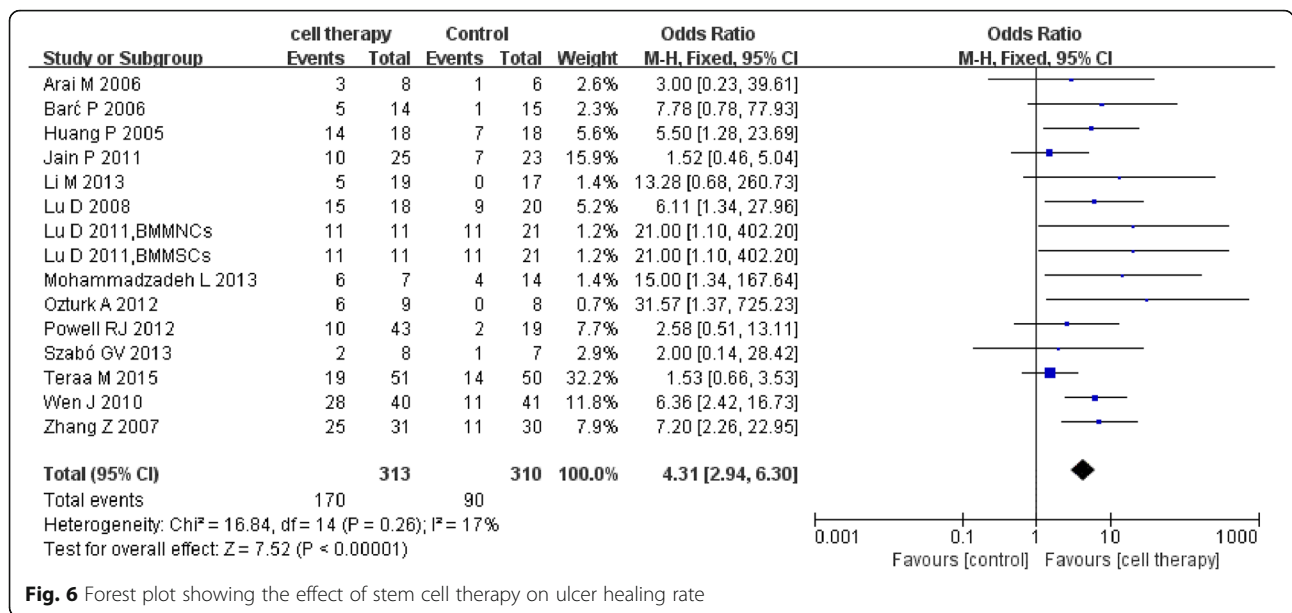 cell therapy Control Odds Ratio Odds Ratio
Study or Subgroup Events Total Events Total Weight M-H, Fixed, 95% CI M-H, Fixed, 95% CI
Arai M 2006 3 8 1 6 2.6% 3.00 [0.23, 39.61]
Barć P 2006 5 14 1 15 2.3% 7.78 [0.78, 77.93]
Huang P 2005 14 18 7 18 5.6% 5.50 [1.28, 23.69]
Jain P 2011 10 25 7 23 15.9% 1.52 [0.46, 5.04]
Li M 2013 5 19 0 17 1.4% 13.28 [0.68, 260.73]
Lu D 2008 15 18 9 20 5.2% 6.11 [1.34, 27.96]
Lu D 2011,BMMNCs 11 11 11 21 1.2% 21.00 [1.10, 402.20]
Lu D 2011,BMMSCs 11 11 11 21 1.2% 21.00 [1.10, 402.20]
Mohammadzadeh L 2013 6 7 4 14 1.4% 15.00 [1.34, 167.64]
Ozturk A 2012 6 9 0 8 0.7% 31.57 [1.37, 725.23]
Powell RJ 2012 10 43 2 19 7.7% 2.58 [0.51, 13.11]
Szabó GV 2013 2 8 1 7 2.9% 2.00 [0.14, 28.42]
Teraa M 2015 19 51 14 50 32.2% 1.53 [0.66, 3.53]
Wen J 2010 28 40 11 41 11.8% 6.36 [2.42, 16.73]
Zhang Z 2007 25 31 11 30 7.9% 7.20 [2.26, 22.95]
Total (95% CI) 313 310 100.0% 4.31 [2.94, 6.30]
Total events 170 90
Heterogeneity: Chi² = 16.84, df = 14 (P = 0.26); I² = 17%
Test for overall effect: Z = 7.52 (P < 0.00001)
0.001 0.1 1 10 1000
Favours [control] Favours [cell therapy]
Fig. 6 Forest plot showing the effect of stem cell therapy on ulcer healing rate